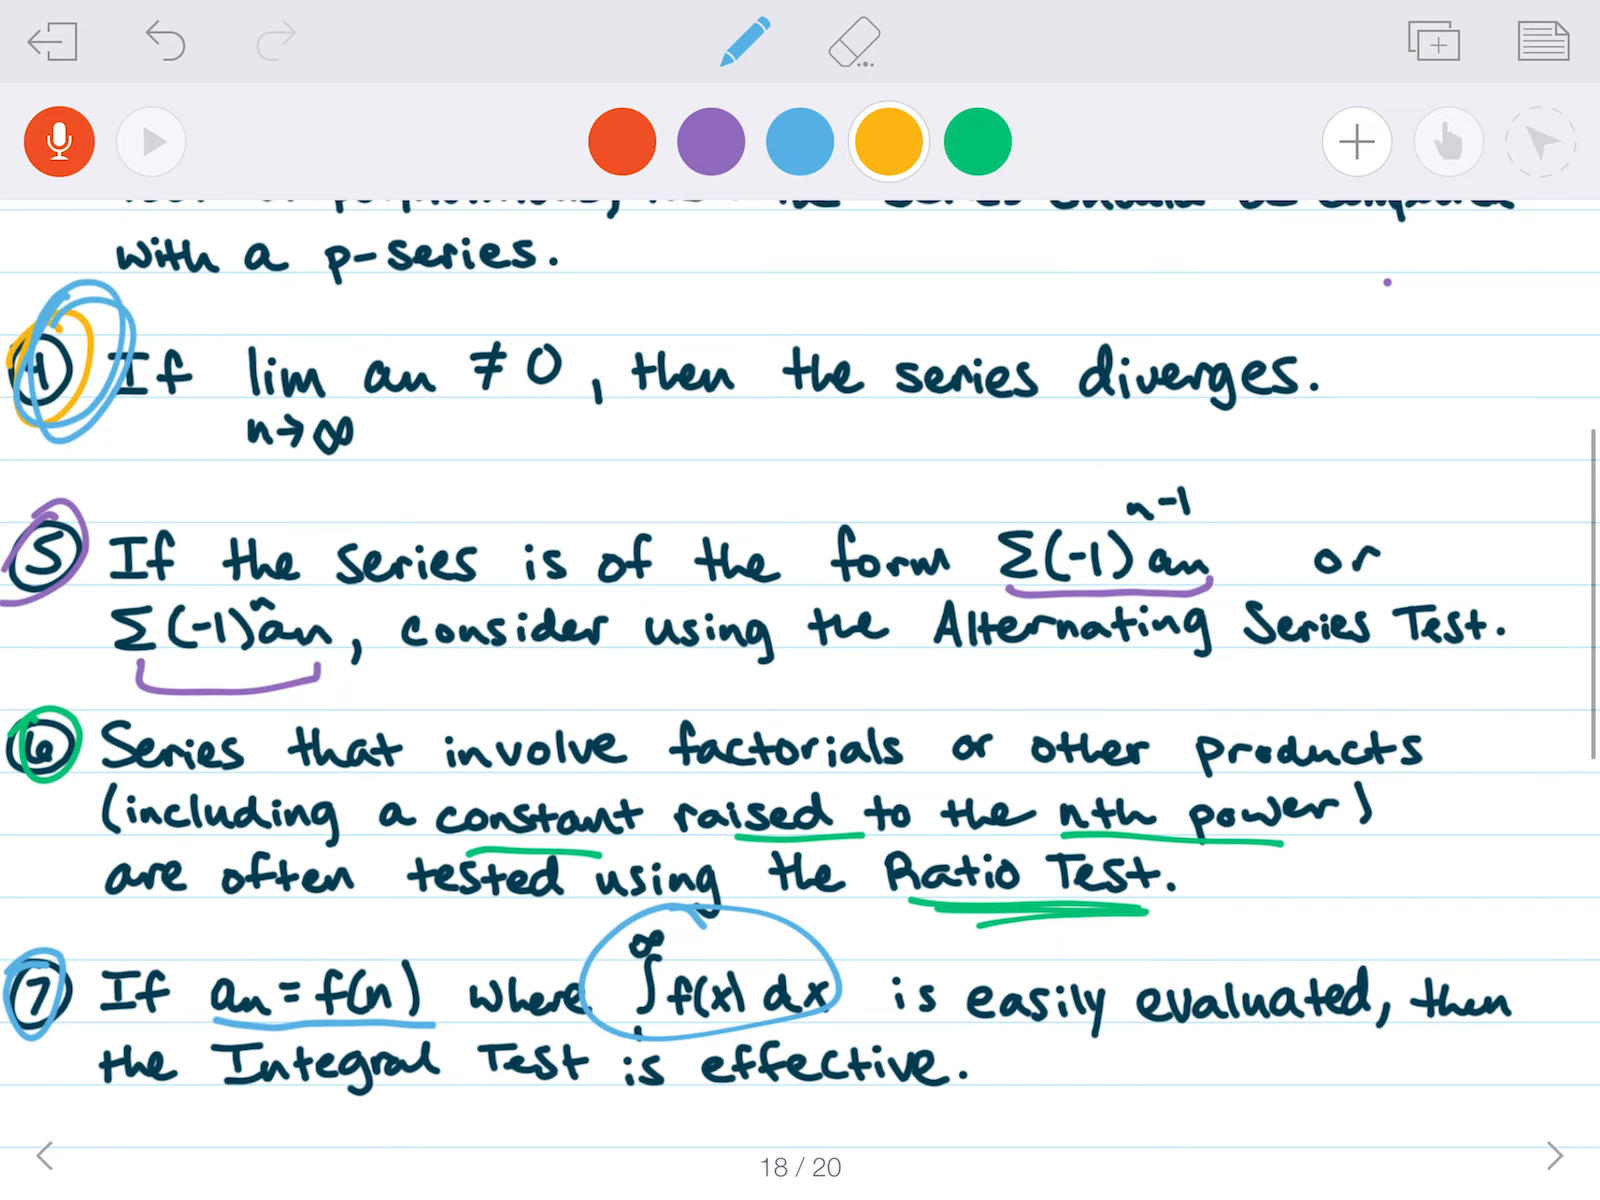 with a p-series.
④ If lim an ≠ 0, then the series diverges.
n→∞
n-1
⑤ If the series is of the form Σ(-1) an or
Σ(-1)ⁿan, consider using the Alternating Series Test.
⑥ Series that involve factorials or other products
(including a constant raised to the nth power)
are often tested using the Ratio Test.
⑦ If an = f(n) where ∫₁^∞ f(x) dx is easily evaluated, then
the Integral Test is effective.
18 / 20